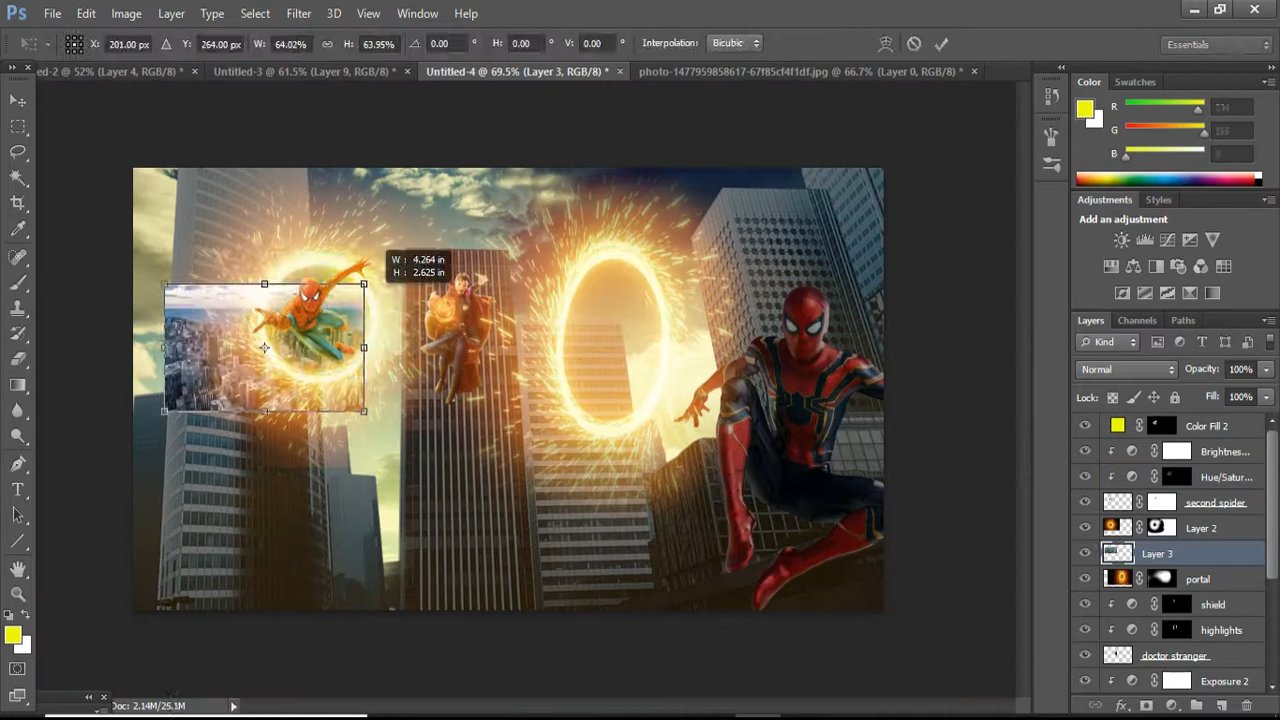 Ps File Edit Image Layer Type Select Filter 3D View Window Help
X: 201.00 px Y: 264.00 px W: 64.02% H: 63.95% 0.00 ° H: 0.00 ° V: 0.00 ° Interpolation: Bicubic Essentials
ed-2 @ 52% (Layer 4, RGB/8) * × Untitled-3 @ 61.5% (Layer 9, RGB/8) * × Untitled-4 @ 69.5% (Layer 3, RGB/8) * × photo-1477959858617-67f85cf4f1df.jpg @ 66.7% (Layer 0, RGB/8) * ×
Color Swatches
R
G
B
Adjustments Styles
Add an adjustment
W : 4.264 in
H : 2.625 in
Layers Channels Paths
Kind
Normal Opacity: 100%
Lock: Fill: 100%
Color Fill 2
Brightnes...
Hue/Satur...
second spider
Layer 2
Layer 3
portal
shield
highlights
doctor stranger
Exposure 2
Doc: 2.14M/25.1M